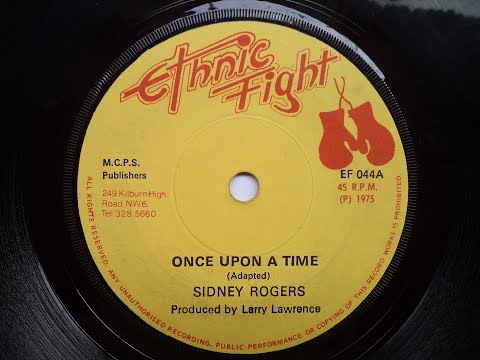 Ethnic
Fight
M.C.P.S.
Publishers
249 Kilburn High
Road, N.W.6.
Tel: 328 5660
EF 044A
45 R.P.M.
(P) 1975
ONCE UPON A TIME
(Adapted)
SIDNEY ROGERS
Produced by Larry Lawrence
ALL RIGHTS RESERVED. ANY UNAUTHORISED RECORDING, PUBLIC PERFORMANCE OR COPYING OF THIS RECORD WORKS IS PROHIBITED.